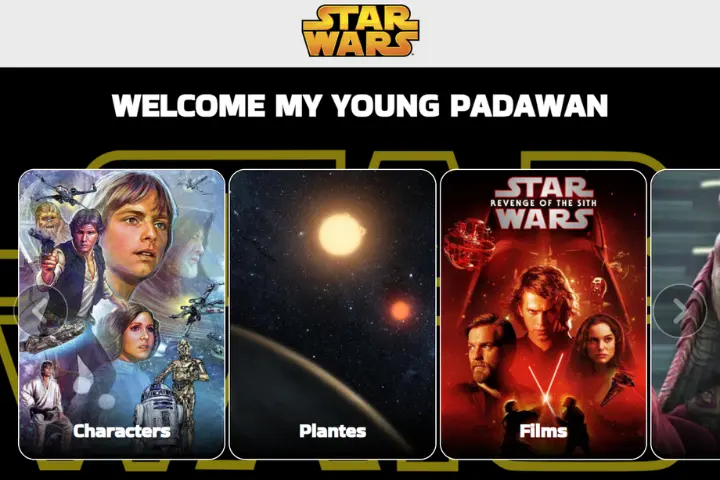 STAR
WARS
WELCOME MY YOUNG PADAWAN
Characters
Plantes
STAR
REVENGE OF THE SITH
WARS
Films